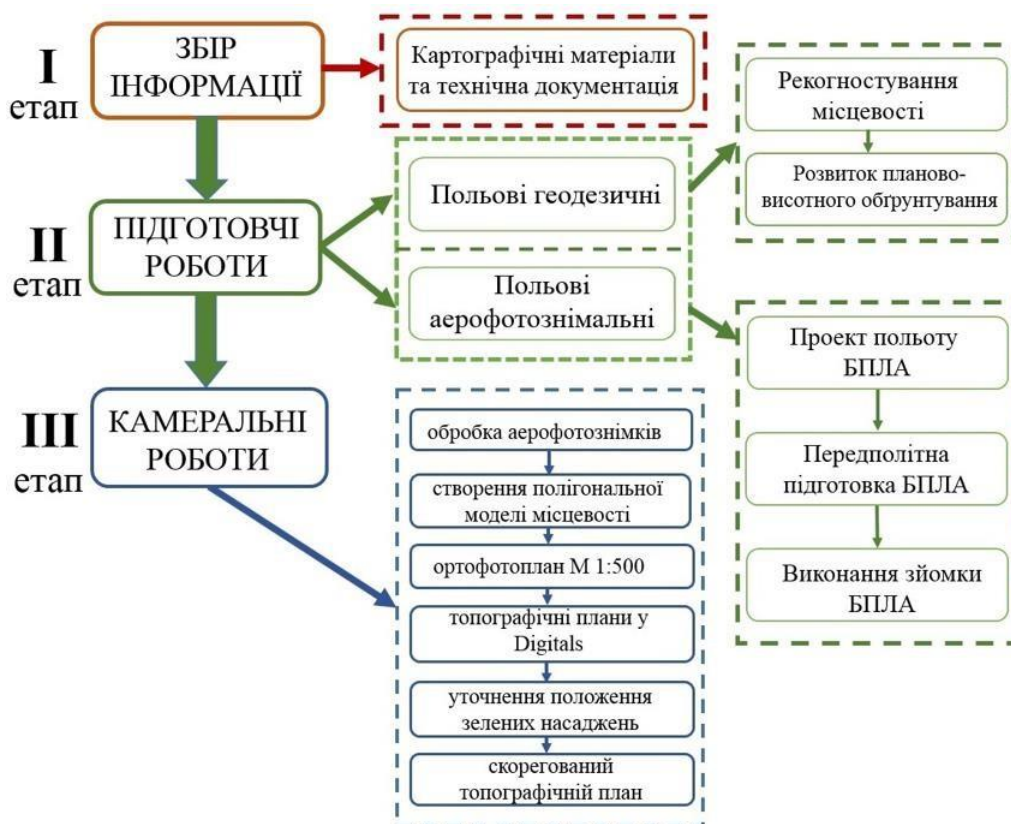 I
етап
ЗБІР
ІНФОРМАЦІЇ
Картографічні матеріали
та технічна документація
II
етап
ПІДГОТОВЧІ
РОБОТИ
Польові геодезичні
Польові
аерофотознімальні
Рекогностування
місцевості
Розвиток планово-
висотного обґрунтування
Проект польоту
БПЛА
Передполітна
підготовка БПЛА
Виконання зйомки
БПЛА
III
етап
КАМЕРАЛЬНІ
РОБОТИ
обробка аерофотознімків
створення полігональної
моделі місцевості
ортофотоплан М 1:500
топографічні плани у
Digitals
уточнення положення
зелених насаджень
скорегований
топографічній план